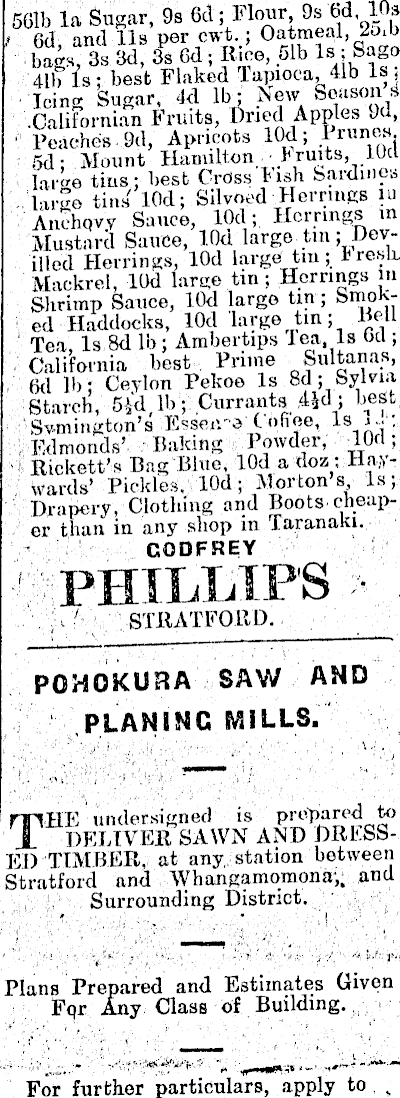 56lb 1a Sugar, 9s 6d; Flour, 9s 6d, 10s
6d, and 11s per cwt.; Oatmeal, 25lb
bags, 3s 3d, 3s 6d; Rice, 5lb 1s; Sago
4lb 1s; best Flaked Tapioca, 4lb 1s;
Icing Sugar, 4d lb; New Season's
Californian Fruits, Dried Apples 9d,
Peaches 9d, Apricots 10d; Prunes,
5d; Mount Hamilton Fruits, 10d
large tins; best Cross Fish Sardines
large tins 10d; Silvoed Herrings in
Anchovy Sauce, 10d; Herrings in
Mustard Sauce, 10d large tin; Dev-
illed Herrings, 10d large tin; Fresh
Mackrel, 10d large tin; Herrings in
Shrimp Sauce, 10d large tin; Smok-
ed Haddocks, 10d large tin; Bell
Tea, 1s 8d lb; Ambertips Tea, 1s 6d;
California best Prime Sultanas,
6d lb; Ceylon Pekoe 1s 8d; Sylvia
Starch, 5½d lb; Currants 4½d; best
Symington's Essence Coffee, 1s
Edmonds' Baking Powder, 10d;
Rickett's Bag Blue, 10d a doz; Hay-
wards' Pickles, 10d; Morton's, 1s;
Drapery, Clothing and Boots cheap-
er than in any shop in Taranaki.
GODFREY
PHILLIPS
STRATFORD.
POHOKURA SAW AND
PLANING MILLS.
THE undersigned is prepared to
DELIVER SAWN AND DRESS-
ED TIMBER, at any station between
Stratford and Whangamomona, and
Surrounding District.
Plans Prepared and Estimates Given
For Any Class of Building.
For further particulars, apply to